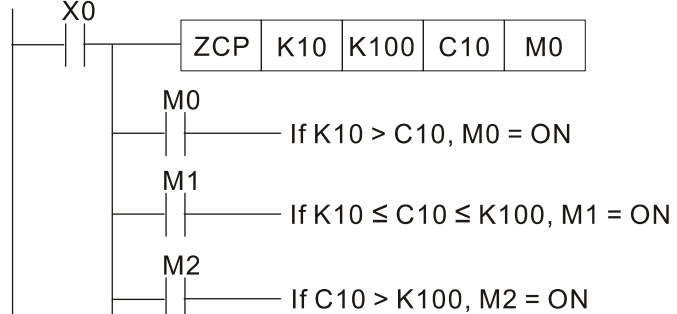 X0
ZCP K10 K100 C10 M0
M0
If K10 > C10, M0 = ON
M1
If K10 ≤ C10 ≤ K100, M1 = ON
M2
If C10 > K100, M2 = ON